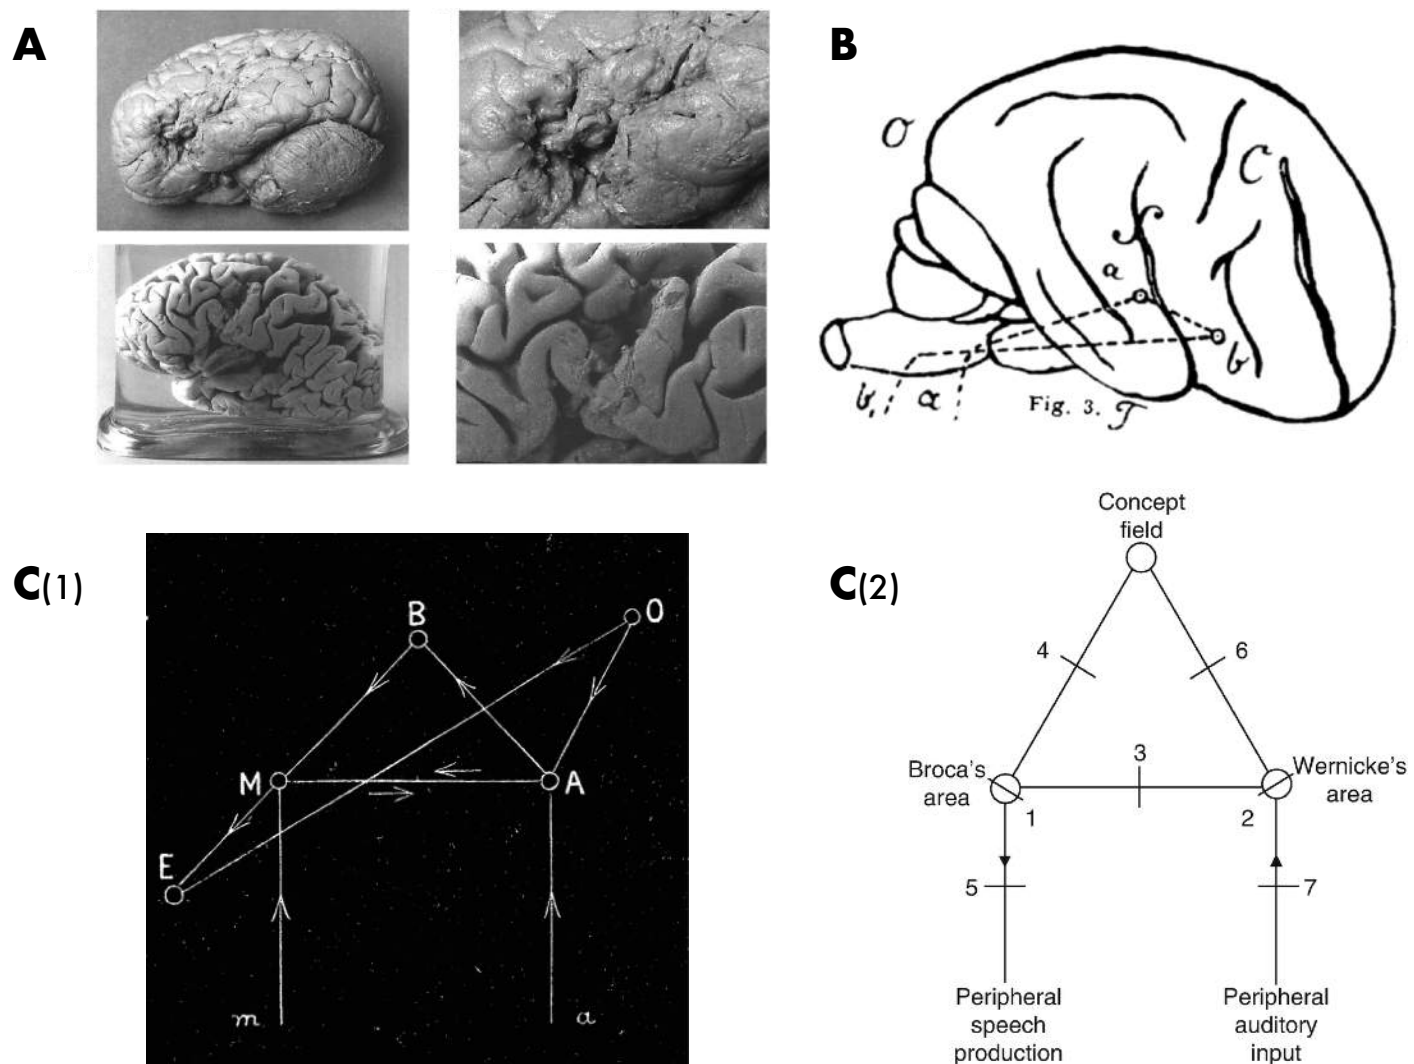 A
B
O
C
S
a
b
b,
α
Fig. 3.
T
C(1)
B
O
M
A
E
m
a
C(2)
Concept
field
4
6
3
Broca's
area
Wernicke's
area
1
2
5
7
Peripheral
speech
production
Peripheral
auditory
input